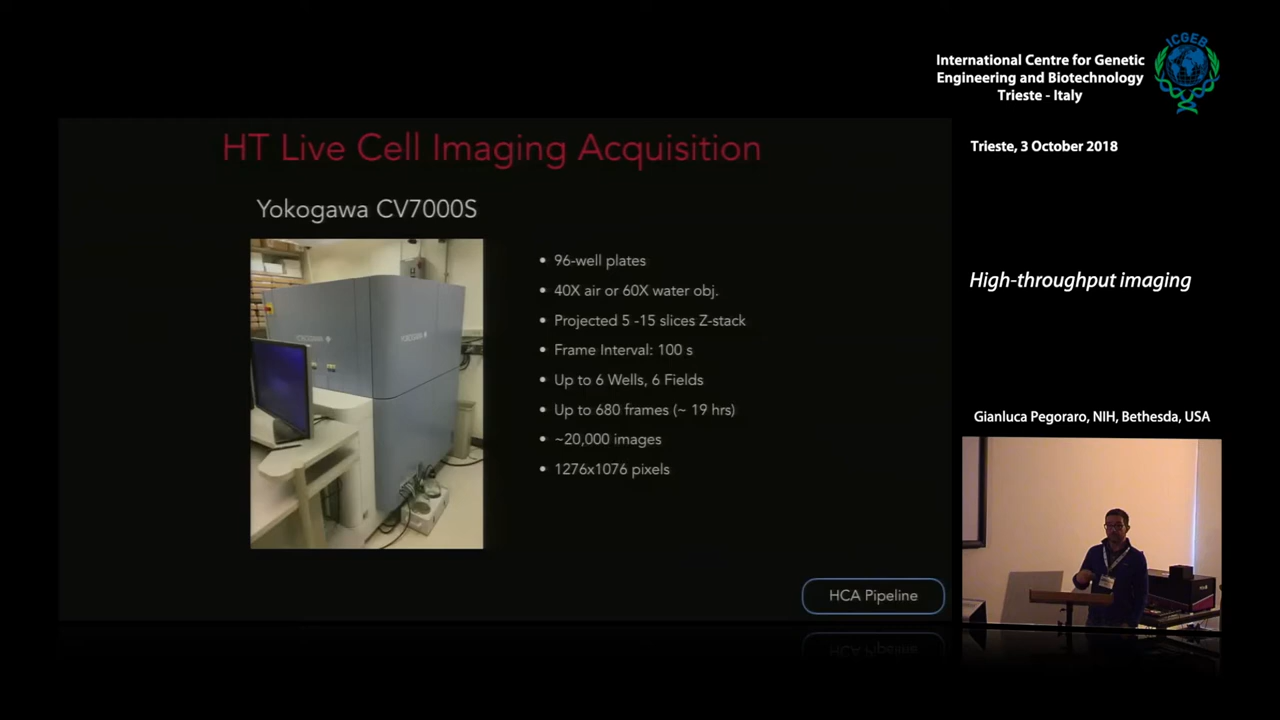 HT Live Cell Imaging Acquisition
Yokogawa CV7000S
YOKOGAWA
• 96-well plates
• 40X air or 60X water obj.
• Projected 5 -15 slices Z-stack
• Frame Interval: 100 s
• Up to 6 Wells, 6 Fields
• Up to 680 frames (~ 19 hrs)
• ~20,000 images
• 1276x1076 pixels
HCA Pipeline
International Centre for Genetic
Engineering and Biotechnology
Trieste - Italy
ICGEB
Trieste, 3 October 2018
High-throughput imaging
Gianluca Pegoraro, NIH, Bethesda, USA